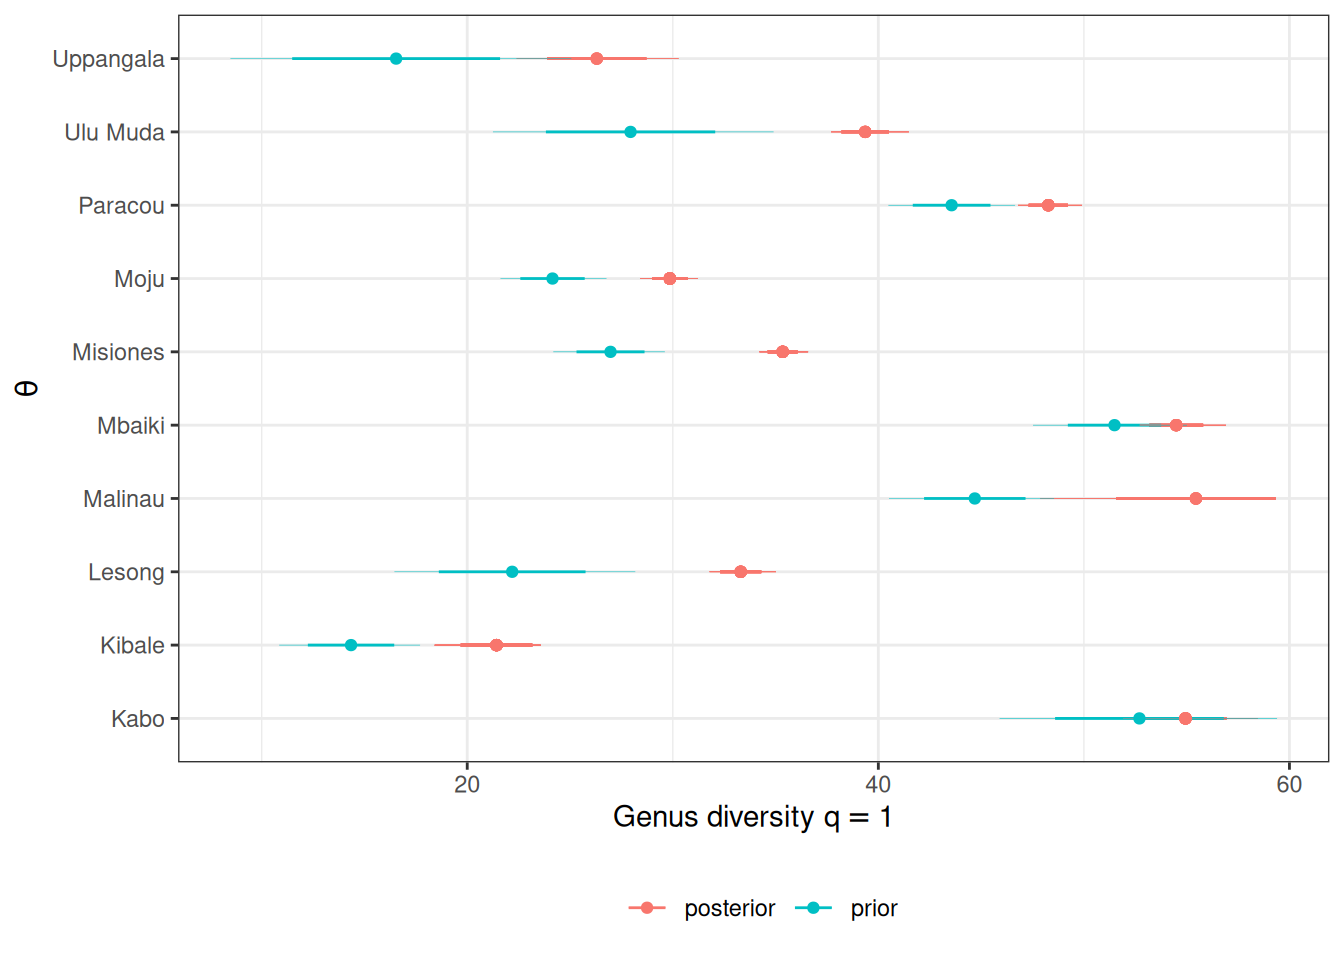 Uppangala
Ulu Muda
Paracou
Moju
Misiones
Mbaiki
Malinau
Lesong
Kibale
Kabo
θ
20 40 60
Genus diversity q = 1
posterior prior